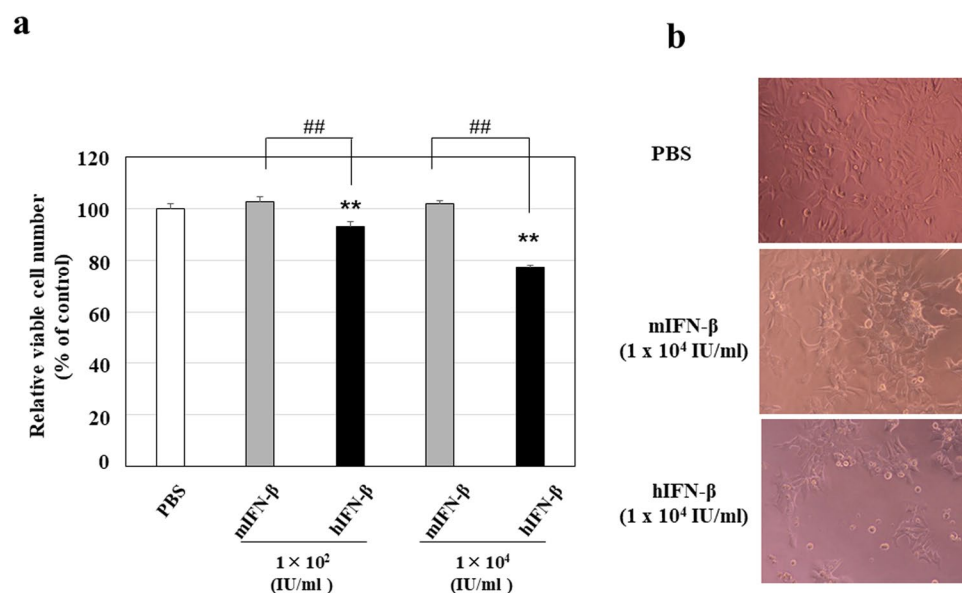 a
b
##
##
120
100
80
60
40
20
0
**
**
Relative viable cell number
(% of control)
PBS
mIFN-β
hIFN-β
mIFN-β
hIFN-β
1 × 10²
(IU/ml )
1 × 10⁴
(IU/ml )
PBS
mIFN-β
(1 x 10⁴ IU/ml)
hIFN-β
(1 x 10⁴ IU/ml)